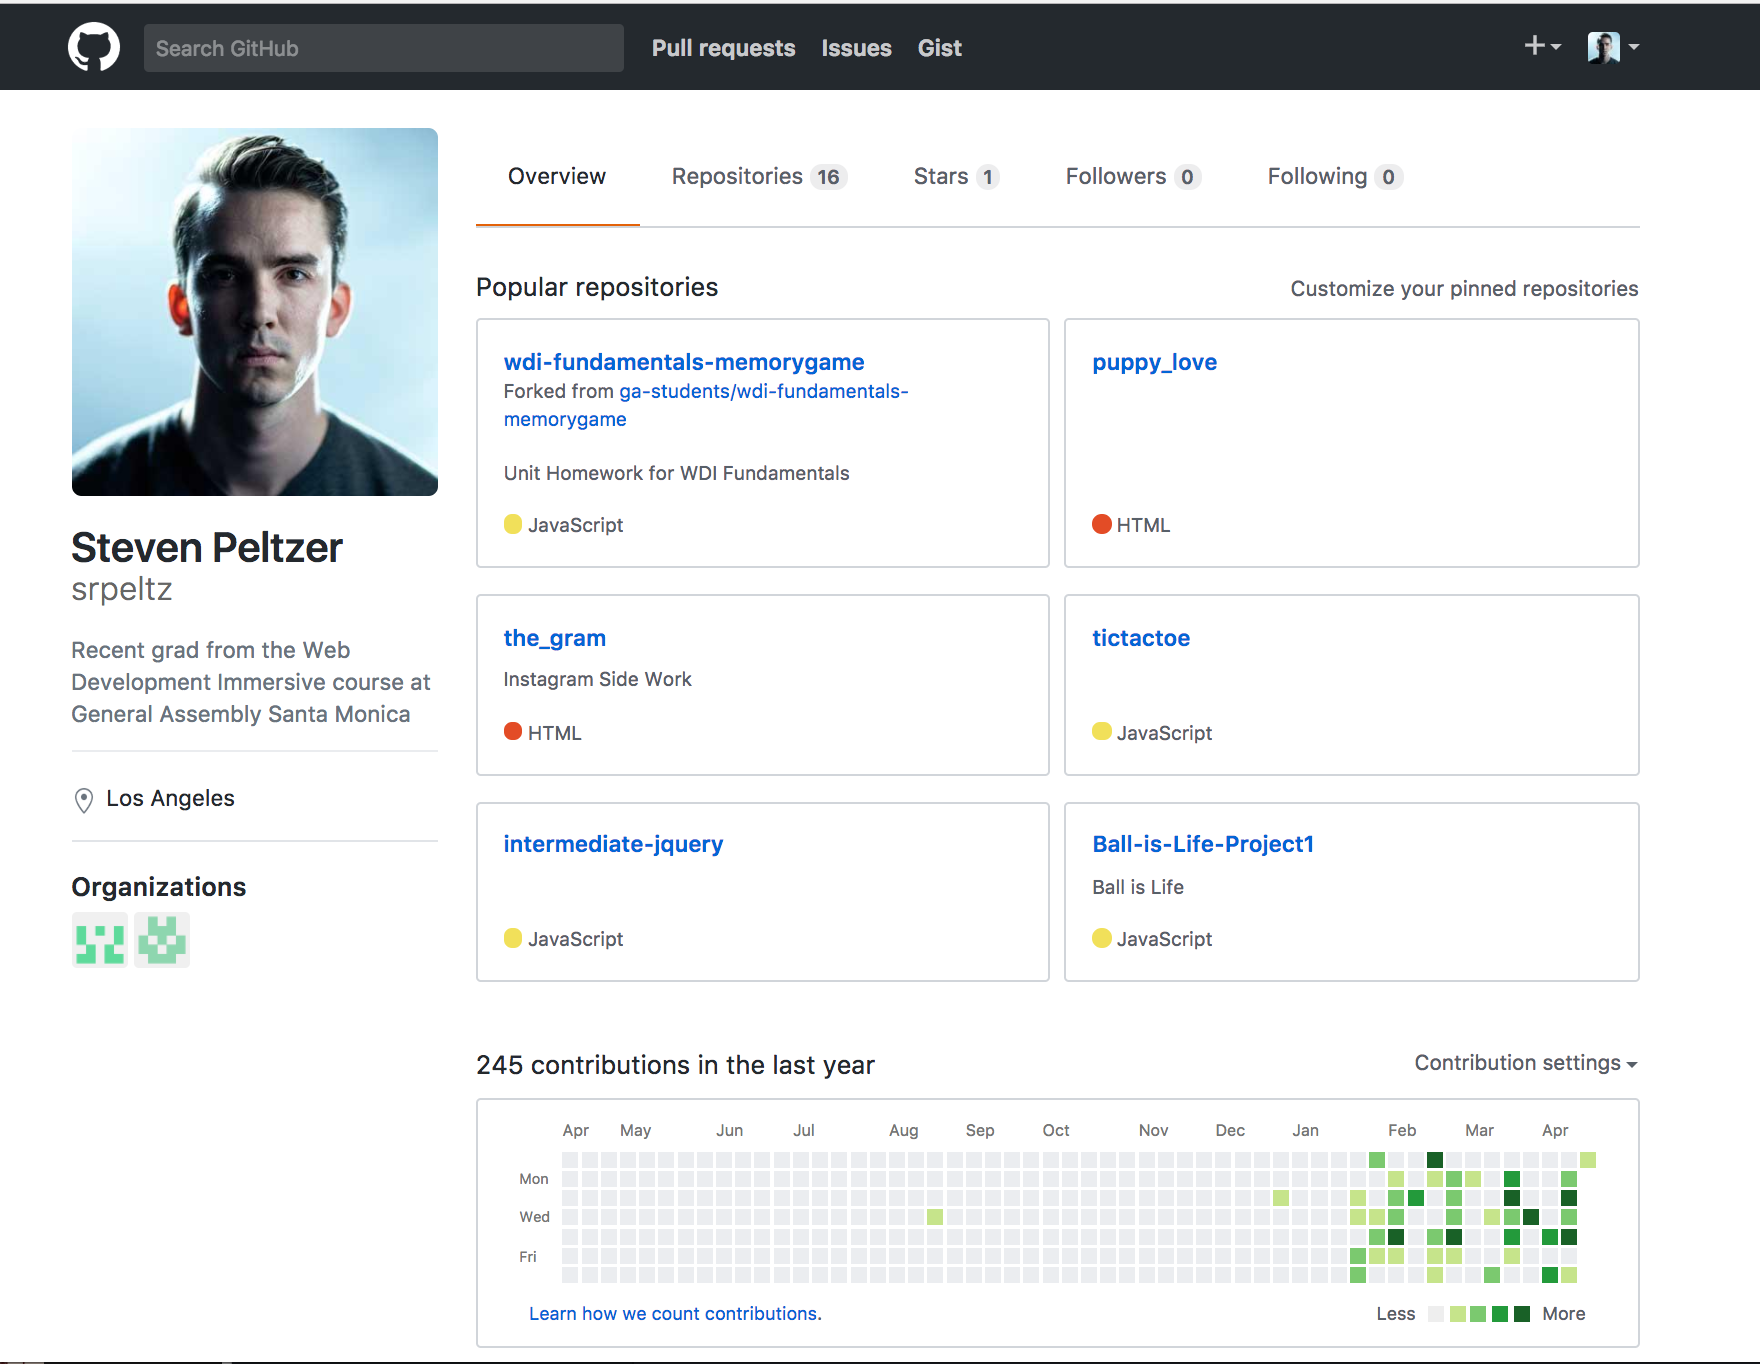 Search GitHub
Pull requests Issues Gist
Overview Repositories 16 Stars 1 Followers 0 Following 0
Steven Peltzer
srpeltz
Recent grad from the Web
Development Immersive course at
General Assembly Santa Monica
Los Angeles
Organizations
Popular repositories
Customize your pinned repositories
wdi-fundamentals-memorygame
Forked from ga-students/wdi-fundamentals-
memorygame
Unit Homework for WDI Fundamentals
JavaScript
puppy_love
HTML
the_gram
Instagram Side Work
HTML
tictactoe
JavaScript
intermediate-jquery
JavaScript
Ball-is-Life-Project1
Ball is Life
JavaScript
245 contributions in the last year
Contribution settings
Apr May Jun Jul Aug Sep Oct Nov Dec Jan Feb Mar Apr
Mon
Wed
Fri
Learn how we count contributions.
Less More